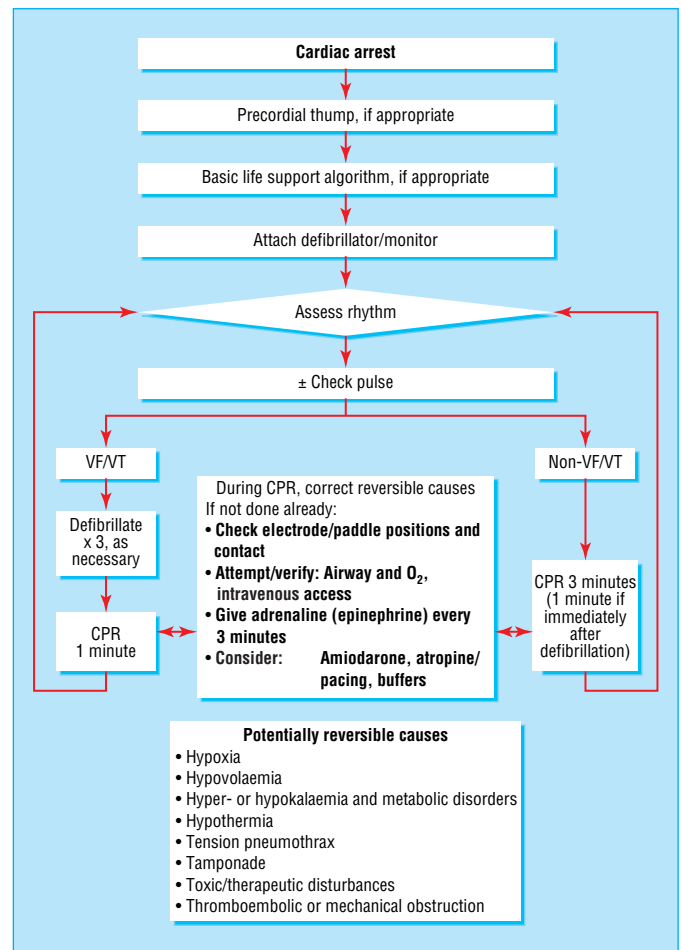 Cardiac arrest
Precordial thump, if appropriate
Basic life support algorithm, if appropriate
Attach defibrillator/monitor
Assess rhythm
± Check pulse
VF/VT
Non-VF/VT
Defibrillate
x 3, as
necessary
CPR
1 minute
During CPR, correct reversible causes
If not done already:
• Check electrode/paddle positions and
contact
• Attempt/verify: Airway and O₂,
intravenous access
• Give adrenaline (epinephrine) every
3 minutes
• Consider: Amiodarone, atropine/
pacing, buffers
CPR 3 minutes
(1 minute if
immediately
after
defibrillation)
Potentially reversible causes
• Hypoxia
• Hypovolaemia
• Hyper- or hypokalaemia and metabolic disorders
• Hypothermia
• Tension pneumothrax
• Tamponade
• Toxic/therapeutic disturbances
• Thromboembolic or mechanical obstruction